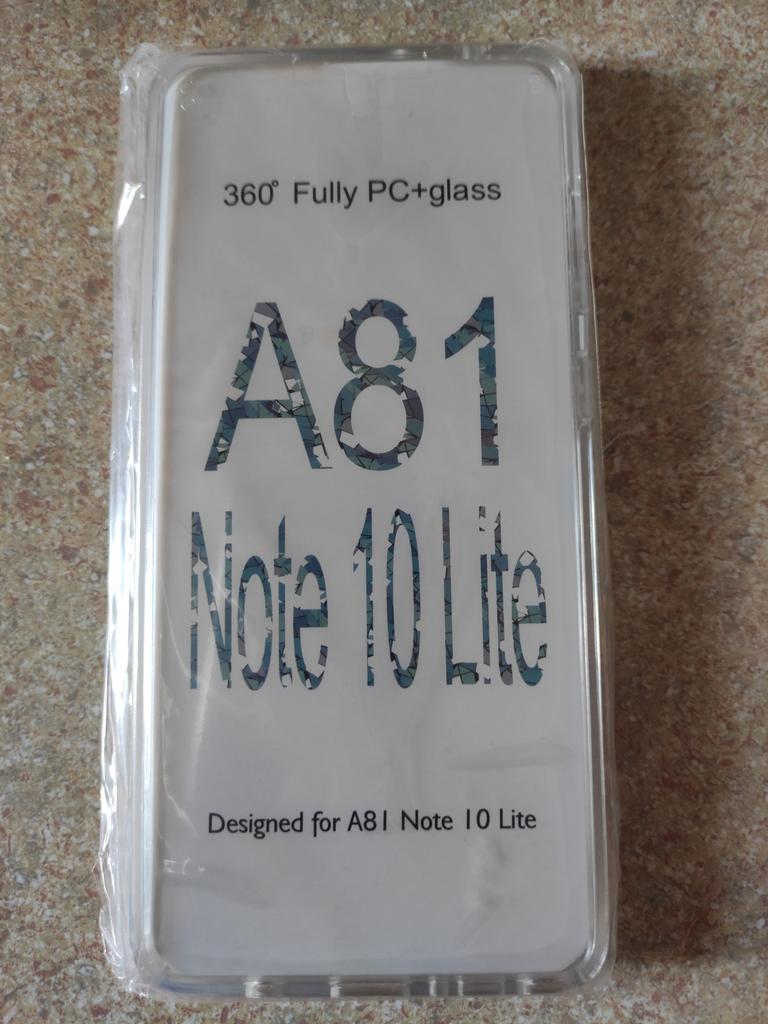 360° Fully PC+glass
A81
Note 10 Lite
Designed for A81 Note 10 Lite